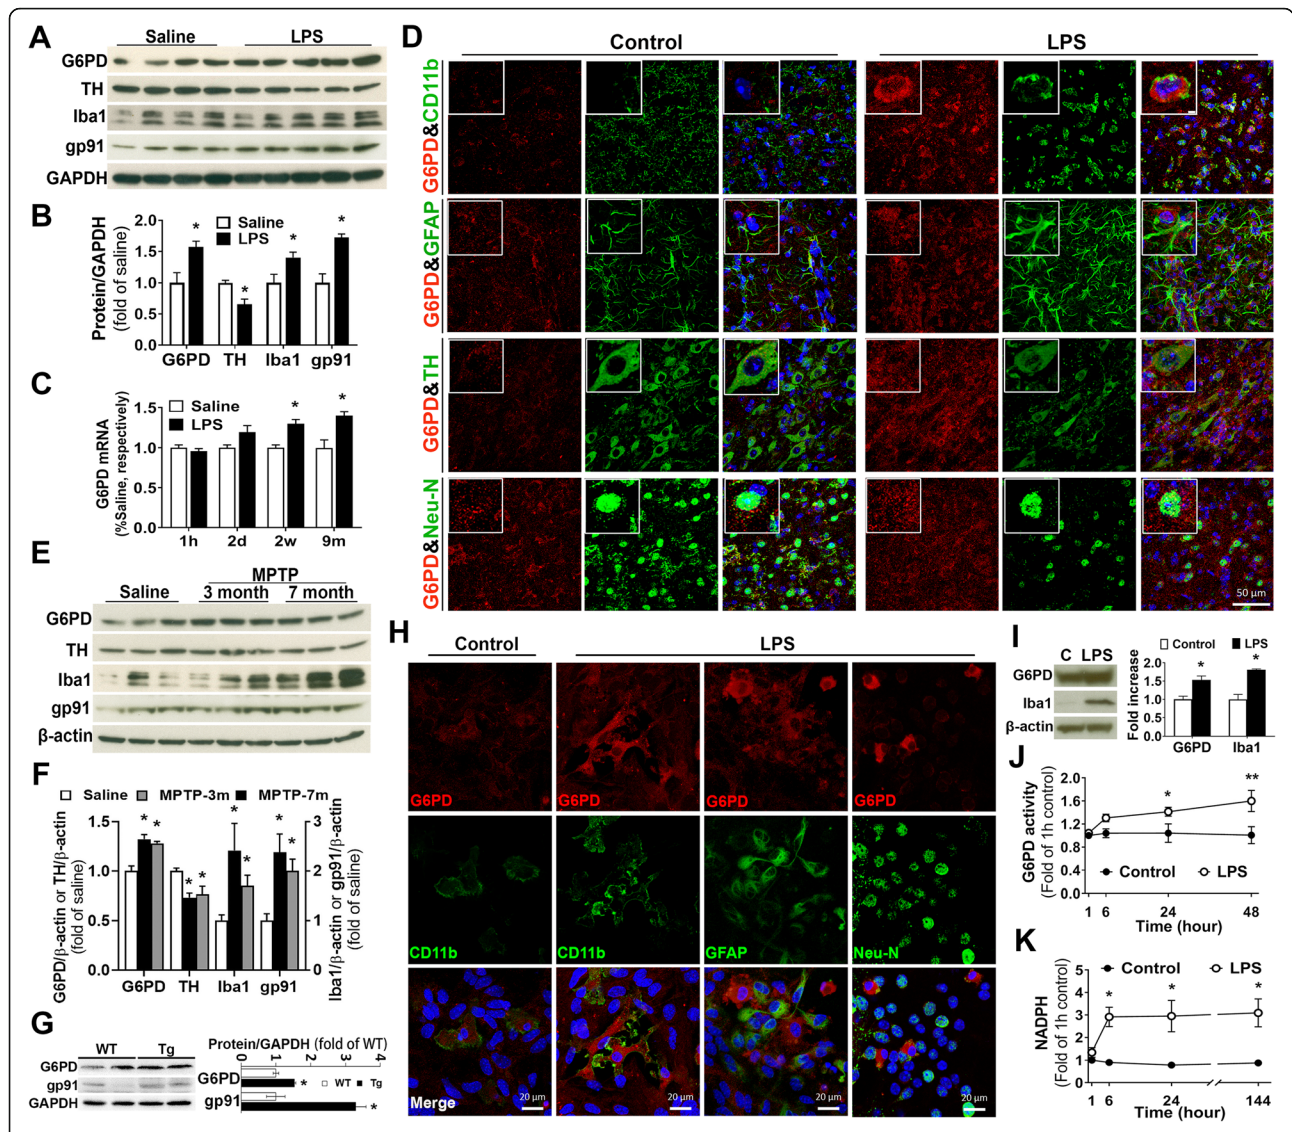 A
Saline LPS
G6PD
TH
Iba1
gp91
GAPDH
B
Protein/GAPDH
(fold of saline)
2.0
1.5
1.0
0.5
0.0
Saline
LPS
* * * *
G6PD TH Iba1 gp91
C
G6PD mRNA
(%Saline, respectively)
1.5
1.0
0.5
0.0
Saline
LPS
* *
1h 2d 2w 9m
D
Control LPS
G6PD&CD11b
G6PD&GFAP
G6PD&TH
G6PD&Neu-N
50 µm
E
MPTP
Saline 3 month 7 month
G6PD
TH
Iba1
gp91
β-actin
F
Saline MPTP-3m MPTP-7m
G6PD/β-actin or TH/β-actin
(fold of saline)
1.5
1.0
0.5
0.0
* * * * * * * *
3
2
1
0
Iba1/β-actin or gp91/β-actin
(fold of saline)
G6PD TH Iba1 gp91
G
WT Tg
G6PD
gp91
GAPDH
Protein/GAPDH (fold of WT)
0 1 2 3 4
G6PD
* WT Tg
gp91
*
H
Control LPS
G6PD G6PD G6PD G6PD
CD11b CD11b GFAP Neu-N
Merge 20 µm 20 µm 20 µm
I
C LPS
G6PD
Iba1
β-actin
Control LPS
Fold increase
2.0
1.5
1.0
0.5
0.0
* *
G6PD Iba1
J
G6PD activity
(Fold of 1h control)
2.0
1.6
1.2
0.8
0.4
0.0
* **
Control LPS
1 6 24 48
Time (hour)
K
NADPH
(Fold of 1h control)
5
4
3
2
1
0
Control LPS
* * *
1 6 24 144
Time (hour)